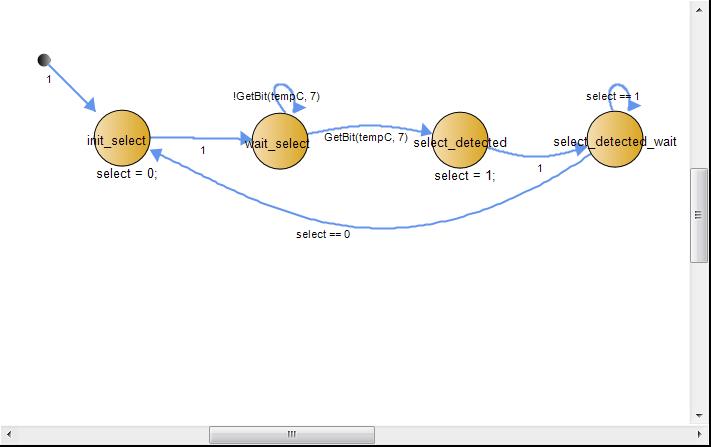 1
!GetBit(tempC, 7)
select == 1
init_select
1
wait_select
GetBit(tempC, 7)
select_detected
1
select_detected_wait
select = 0;
select = 1;
select == 0